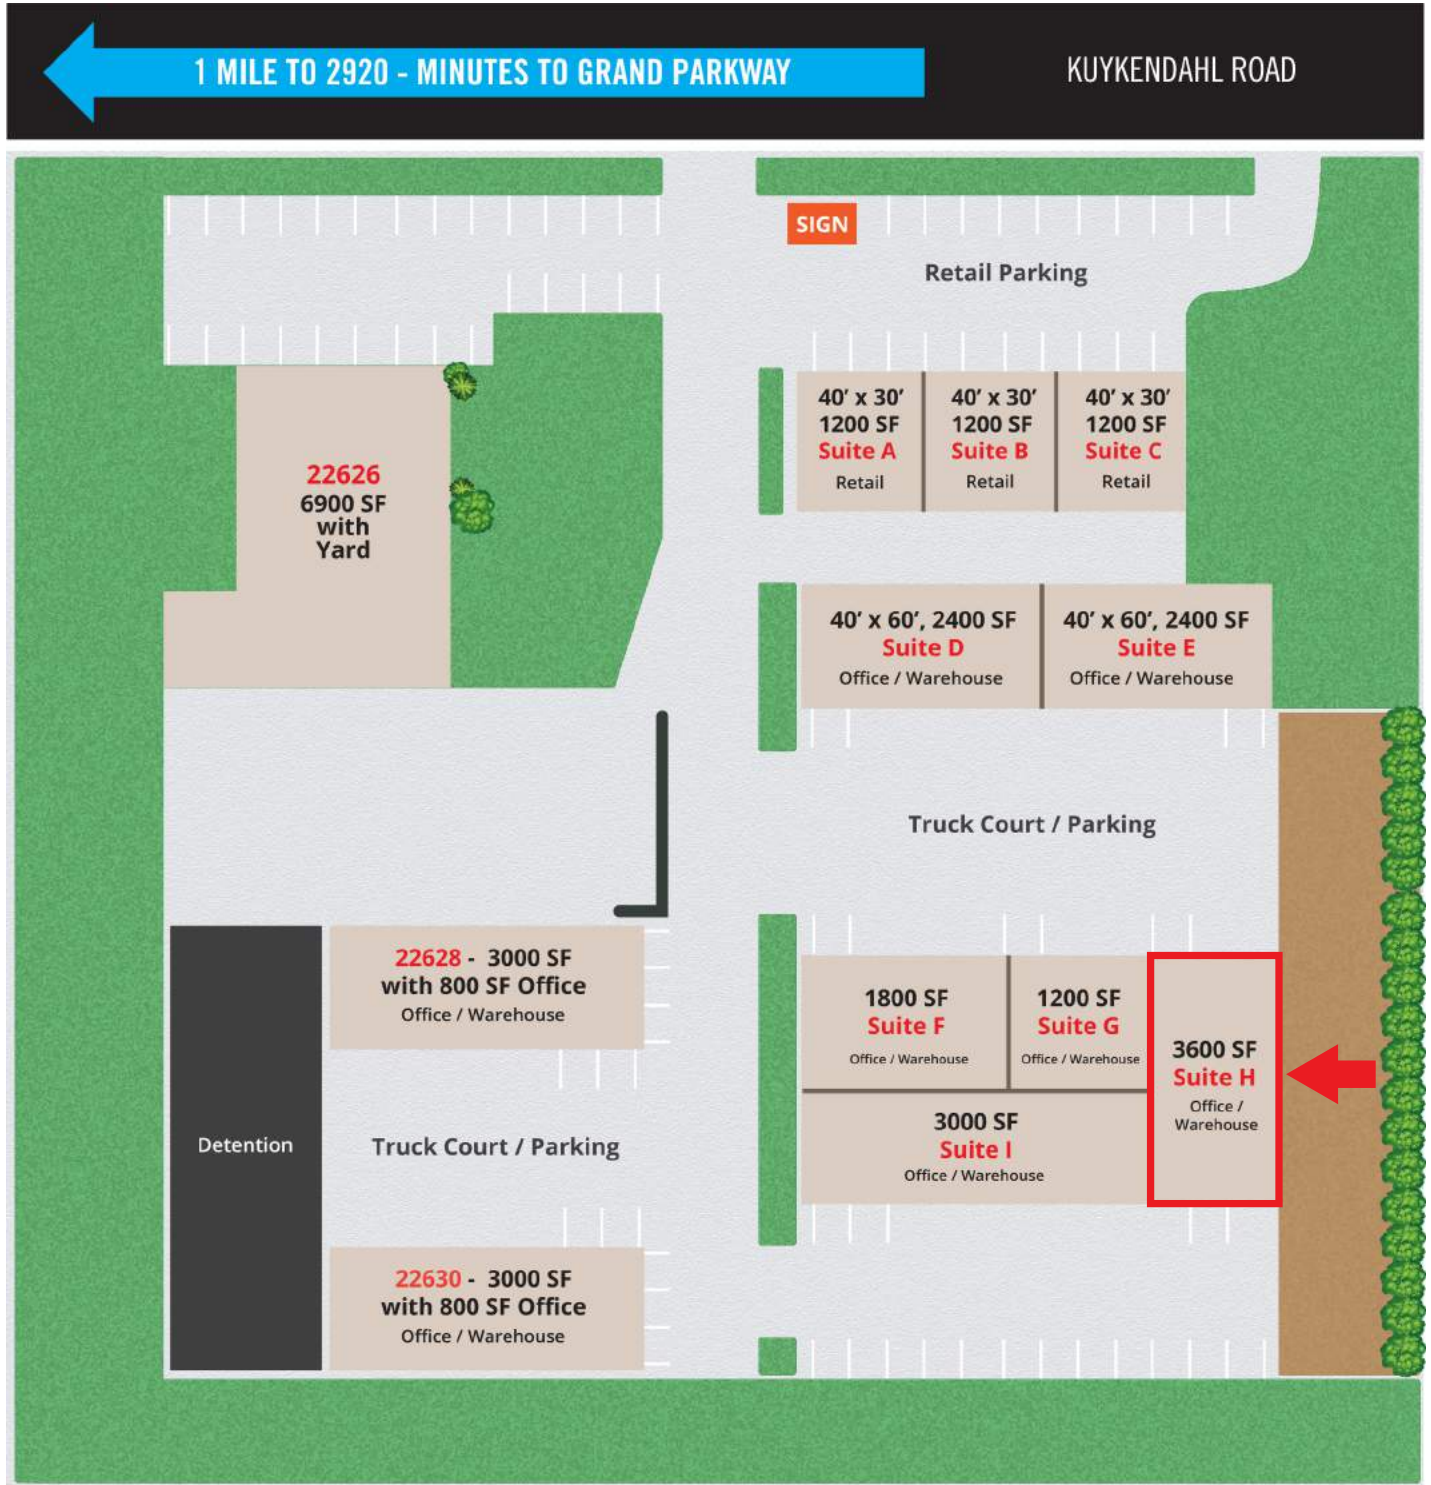 1 MILE TO 2920 - MINUTES TO GRAND PARKWAY
KUYKENDAHL ROAD
SIGN
Retail Parking
40' x 30'
1200 SF
Suite A
Retail
40' x 30'
1200 SF
Suite B
Retail
40' x 30'
1200 SF
Suite C
Retail
22626
6900 SF
with
Yard
40' x 60', 2400 SF
Suite D
Office / Warehouse
40' x 60', 2400 SF
Suite E
Office / Warehouse
Truck Court / Parking
22628 - 3000 SF
with 800 SF Office
Office / Warehouse
1800 SF
Suite F
Office / Warehouse
1200 SF
Suite G
Office / Warehouse
3600 SF
Suite H
Office /
Warehouse
3000 SF
Suite I
Office / Warehouse
Detention
Truck Court / Parking
22630 - 3000 SF
with 800 SF Office
Office / Warehouse